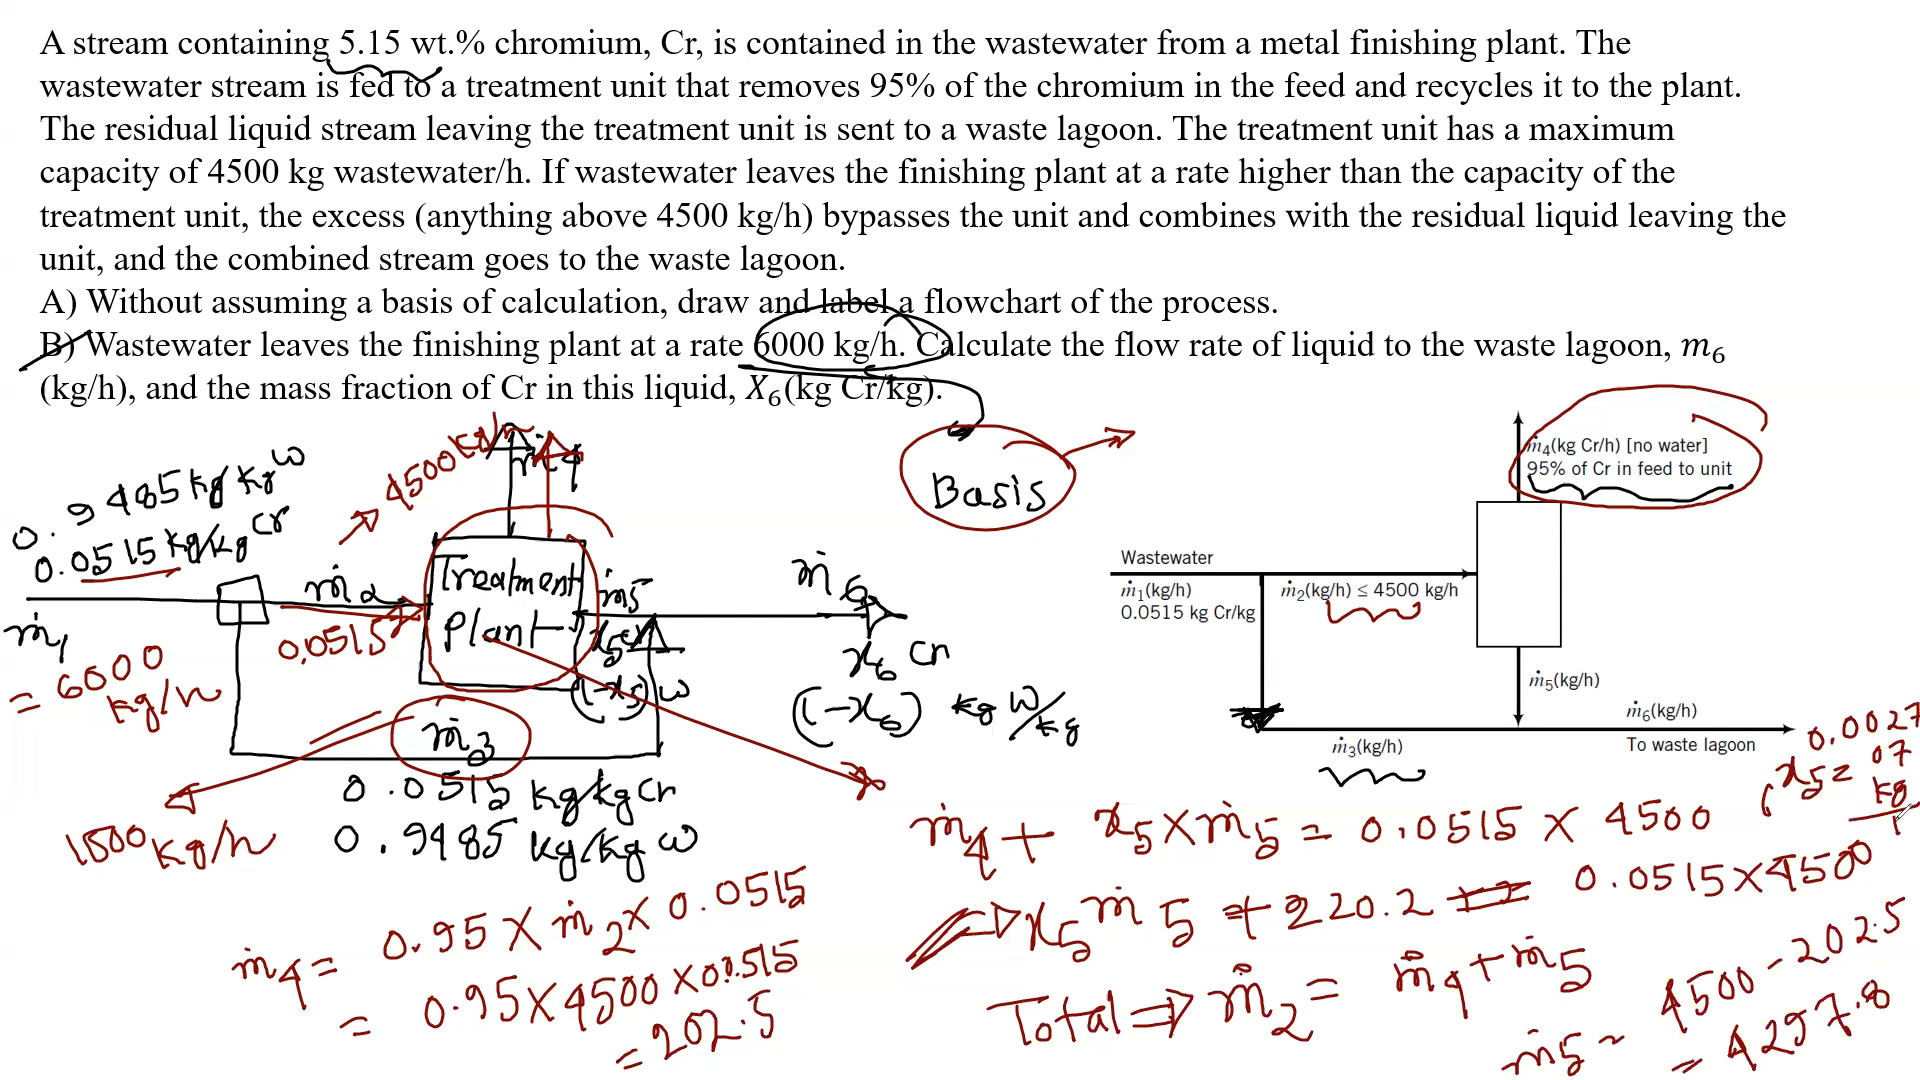 A stream containing 5.15 wt.% chromium, Cr, is contained in the wastewater from a metal finishing plant. The
wastewater stream is fed to a treatment unit that removes 95% of the chromium in the feed and recycles it to the plant.
The residual liquid stream leaving the treatment unit is sent to a waste lagoon. The treatment unit has a maximum
capacity of 4500 kg wastewater/h. If wastewater leaves the finishing plant at a rate higher than the capacity of the
treatment unit, the excess (anything above 4500 kg/h) bypasses the unit and combines with the residual liquid leaving the
unit, and the combined stream goes to the waste lagoon.
A) Without assuming a basis of calculation, draw and label a flowchart of the process.
B) Wastewater leaves the finishing plant at a rate 6000 kg/h. Calculate the flow rate of liquid to the waste lagoon, m₆
(kg/h), and the mass fraction of Cr in this liquid, X₆(kg Cr/kg).
0.9485 kg/kg w
0.0515 kg/kg Cr
4500 kg/h
ṁ4
Basis
ṁ1
= 6000
kg/h
ṁ2
0.0515
Treatment
Plant
ṁ5
x5 Cr
(1-x5) w
ṁ6
x6 Cr
(1-x6) kg W/kg
ṁ3
0.0515 kg/kg Cr
0.9485 kg/kg w
1500 kg/h
ṁ₄(kg Cr/h) [no water]
95% of Cr in feed to unit
Wastewater
ṁ₁(kg/h)
0.0515 kg Cr/kg
ṁ₂(kg/h) ≤ 4500 kg/h
ṁ₅(kg/h)
ṁ₆(kg/h)
To waste lagoon
ṁ₃(kg/h)
ṁ4 = 0.95 × ṁ2 × 0.0515
= 0.95×4500×0.0515
= 202.5
ṁ4 + x5 × ṁ5 = 0.0515 × 4500
x5 = 0.0027
07
kg
⇒ x5 ṁ5 + 220.2 = 0.0515×4500
Total ⇒ ṁ2 = ṁ4 + ṁ5
ṁ5 = 4500 - 202.5
= 4297.8